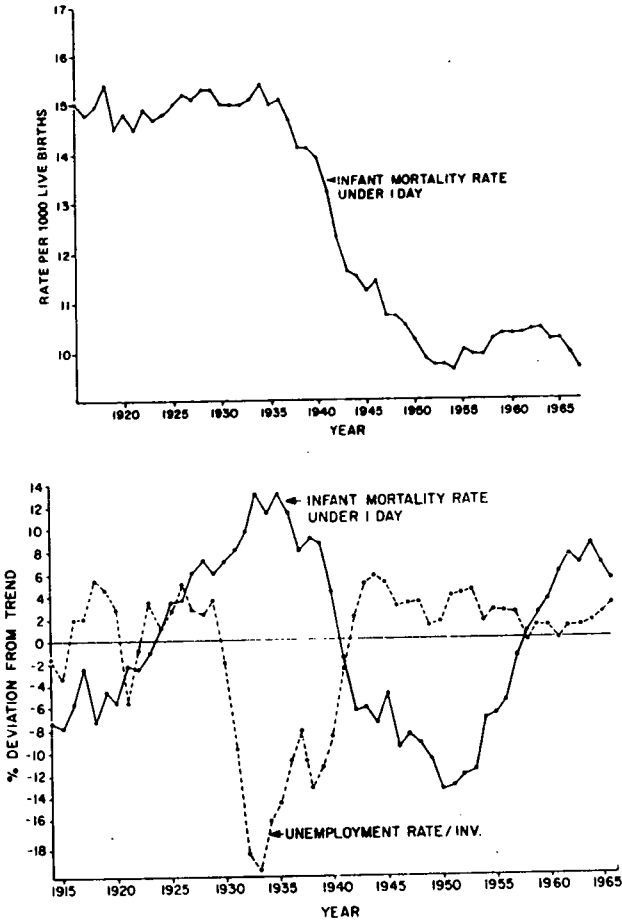 17
16
15
14
13
12
11
10
RATE PER 1000 LIVE BIRTHS
INFANT MORTALITY RATE
UNDER 1 DAY
1920 1925 1930 1935 1940 1945 1950 1955 1960 1965
YEAR
14
12
10
8
6
4
2
0
-2
-4
-6
-8
-10
-12
-14
-16
-18
% DEVIATION FROM TREND
INFANT MORTALITY RATE
UNDER 1 DAY
UNEMPLOYMENT RATE/INV.
1915 1920 1925 1930 1935 1940 1945 1950 1955 1960 1965
YEAR